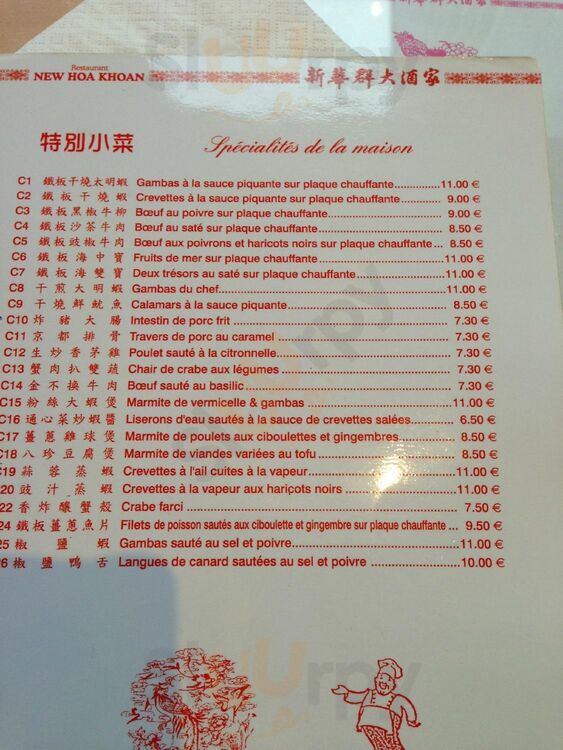 Restaurant
NEW HOA KHOAN
新華群大酒家
特別小菜 Spécialités de la maison
C1 鐵板干燒太明蝦 Gambas à la sauce piquante sur plaque chauffante..............11.00 €
C2 鐵板干燒蝦 Crevettes à la sauce piquante sur plaque chauffante............ 9.00 €
C3 鐵板黑椒牛柳 Bœuf au poivre sur plaque chauffante............................ 9.00 €
C4 鐵板沙茶牛肉 Bœuf au saté sur plaque chauffante............................... 8.50 €
C5 鐵板豉椒牛肉 Bœuf aux poivrons et haricots noirs sur plaque chauffante ... 8.50 €
C6 鐵板海中寶 Fruits de mer sur plaque chauffante...............................11.00 €
C7 鐵板海雙寶 Deux trésors au saté sur plaque chauffante......................11.00 €
C8 干煎大明蝦 Gambas du chef.....................................................11.00 €
C9 干燒鮮魷魚 Calamars à la sauce piquante........................................ 8.50 €
C10 炸豬大腸 Intestin de porc frit ..................................................... 7.30 €
C11 京都排骨 Travers de porc au caramel .......................................... 7.30 €
C12 生炒香茅雞 Poulet sauté à la citronnelle.......................................... 7.30 €
C13 蟹肉扒雙蔬 Chair de crabe aux légumes ......................................... 7.30 €
C14 金不換牛肉 Bœuf sauté au basilic ................................................. 7.30 €
C15 粉絲大蝦煲 Marmite de vermicelle & gambas ...................................11.00 €
C16 通心菜炒蝦醬 Liserons d'eau sautés à la sauce de crevettes salées........... 6.50 €
C17 薑蔥雞球煲 Marmite de poulets aux ciboulettes et gingembres.............. 8.50 €
C18 八珍豆腐煲 Marmite de viandes variées au tofu ................................. 8.50 €
C19 蒜蓉蒸蝦 Crevettes à l'ail cuites à la vapeur...................................11.00 €
20 豉汁蒸蝦 Crevettes à la vapeur aux hariçots noirs ..........................11.00 €
22 香炸釀蟹殼 Crabe farci ............................................................... 7.50 €
24 鐵板薑蔥魚片 Filets de poisson sautés aux ciboulette et gingembre sur plaque chauffante ... 9.50 €
25 椒鹽蝦 Gambas sauté au sel et poivre.........................................11.00 €
26 椒鹽鴨舌 Langues de canard sautées au sel et poivre ......................10.00 €